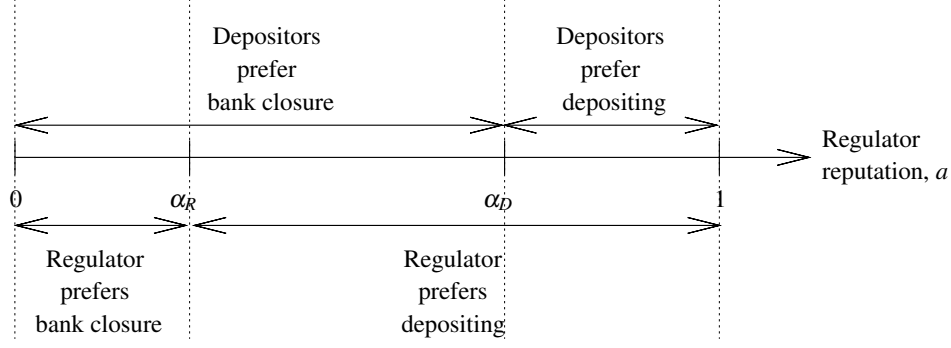 Depositors
prefer
bank closure
Depositors
prefer
depositing
Regulator
reputation, a
0
α_R
α_D
1
Regulator
prefers
bank closure
Regulator
prefers
depositing